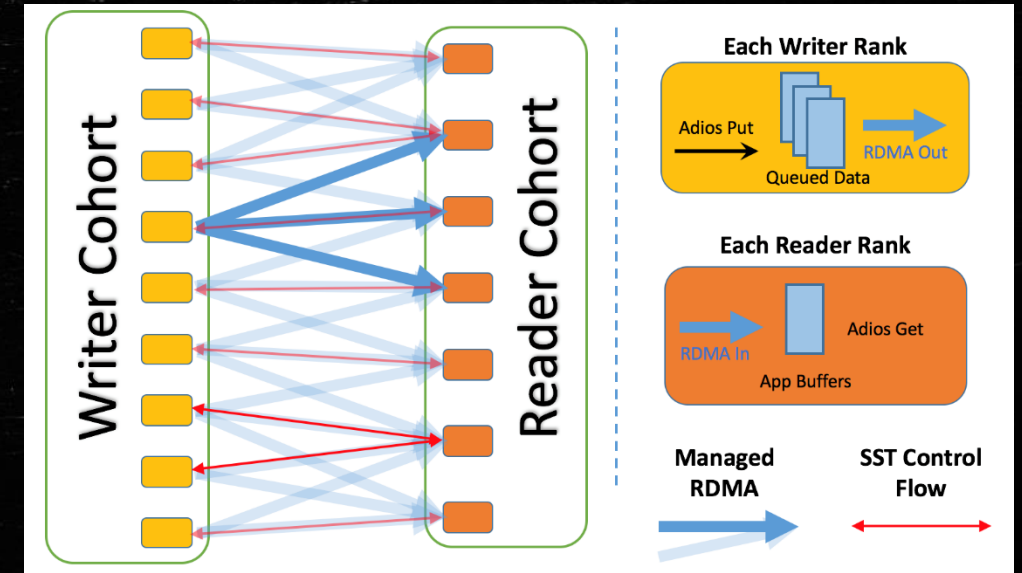 Writer Cohort
Reader Cohort
Each Writer Rank
Adios Put
RDMA Out
Queued Data
Each Reader Rank
RDMA In
Adios Get
App Buffers
Managed
RDMA
SST Control
Flow